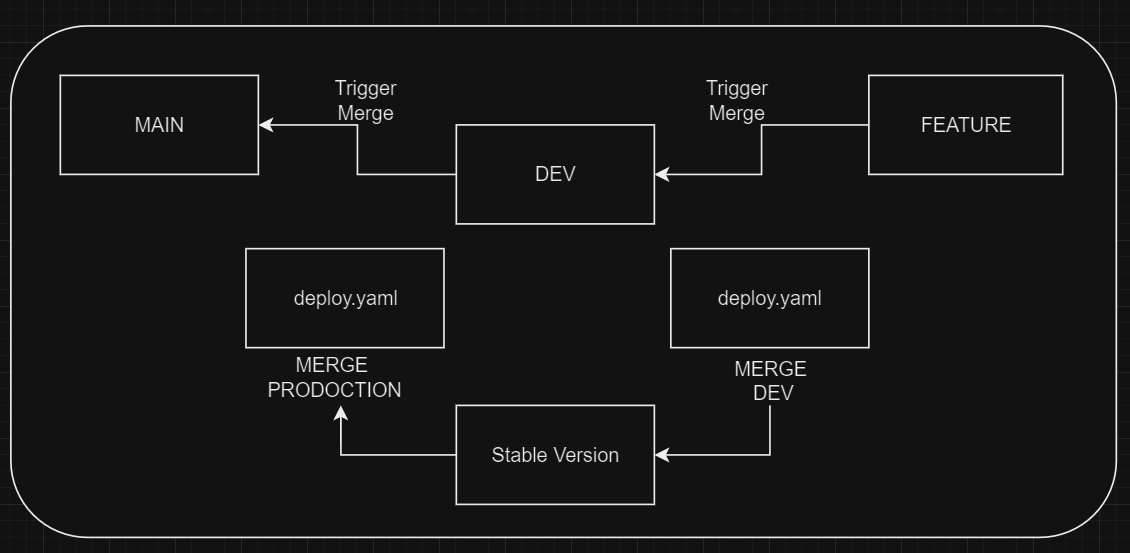 Trigger
Merge
Trigger
Merge
MAIN
FEATURE
DEV
deploy.yaml
deploy.yaml
MERGE
PRODOCTION
MERGE
DEV
Stable Version